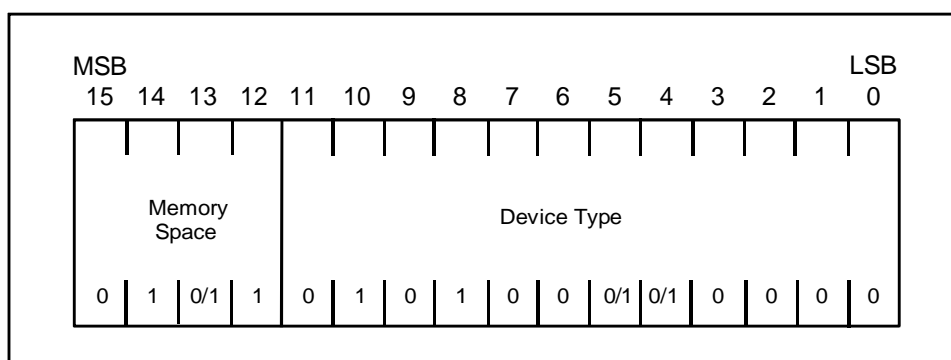 MSB LSB
15 14 13 12 11 10 9 8 7 6 5 4 3 2 1 0
Memory
Space
Device Type
0 1 0/1 1 0 1 0 1 0 0 0/1 0/1 0 0 0 0